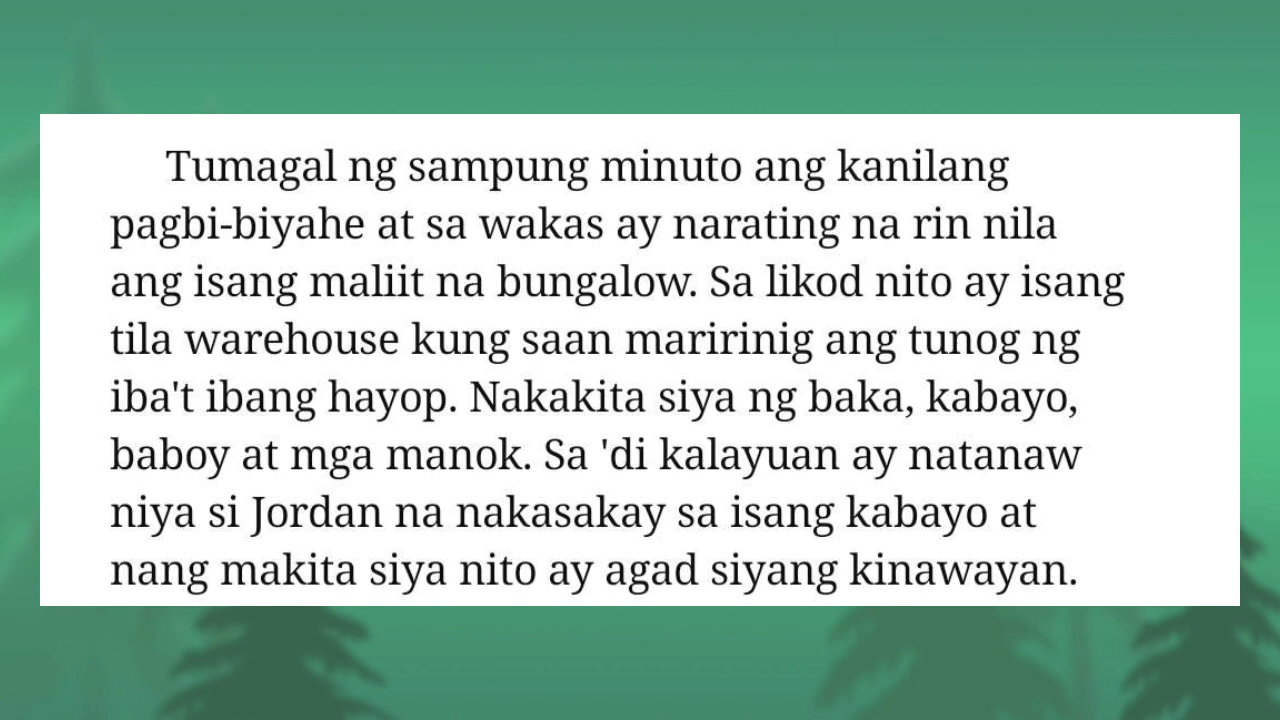 Tumagal ng sampung minuto ang kanilang
pagbi-biyahe at sa wakas ay narating na rin nila
ang isang maliit na bungalow. Sa likod nito ay isang
tila warehouse kung saan maririnig ang tunog ng
iba't ibang hayop. Nakakita siya ng baka, kabayo,
baboy at mga manok. Sa 'di kalayuan ay natanaw
niya si Jordan na nakasakay sa isang kabayo at
nang makita siya nito ay agad siyang kinawayan.